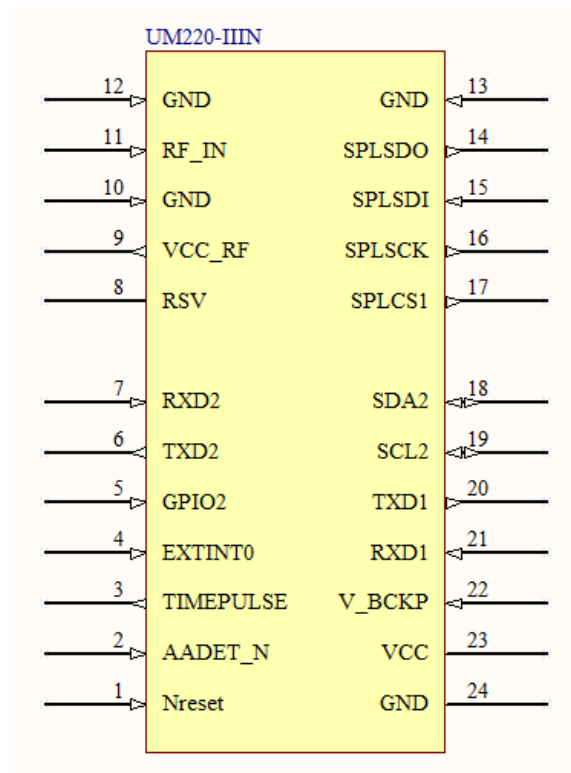 UM220-IIIN
12 GND GND 13
11 RF_IN SPLSDO 14
10 GND SPLSDI 15
9 VCC_RF SPLSCK 16
8 RSV SPLCS1 17
7 RXD2 SDA2 18
6 TXD2 SCL2 19
5 GPIO2 TXD1 20
4 EXTINT0 RXD1 21
3 TIMEPULSE V_BCKP 22
2 AADET_N VCC 23
1 Nreset GND 24